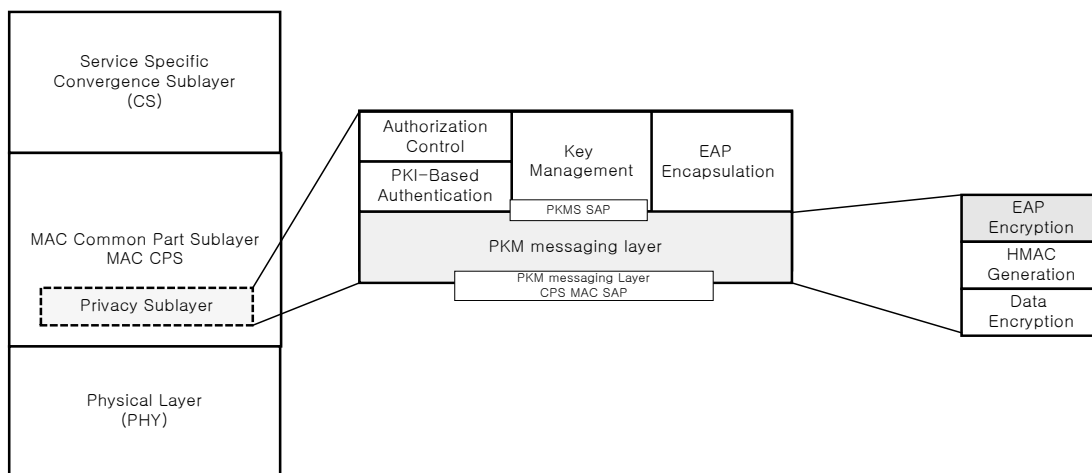 Service Specific
Convergence Sublayer
(CS)
MAC Common Part Sublayer
MAC CPS
Privacy Sublayer
Physical Layer
(PHY)
Authorization
Control
PKI-Based
Authentication
Key
Management
EAP
Encapsulation
PKMS SAP
PKM messaging layer
PKM messaging Layer
CPS MAC SAP
EAP
Encryption
HMAC
Generation
Data
Encryption